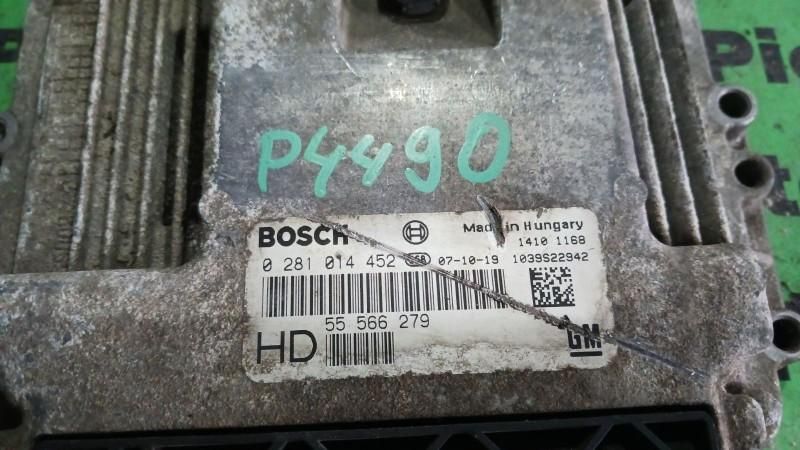 P4490
BOSCH
Made in Hungary
1410 1168
0 281 014 452
07-10-19 1039S22942
55 566 279
HD
GM